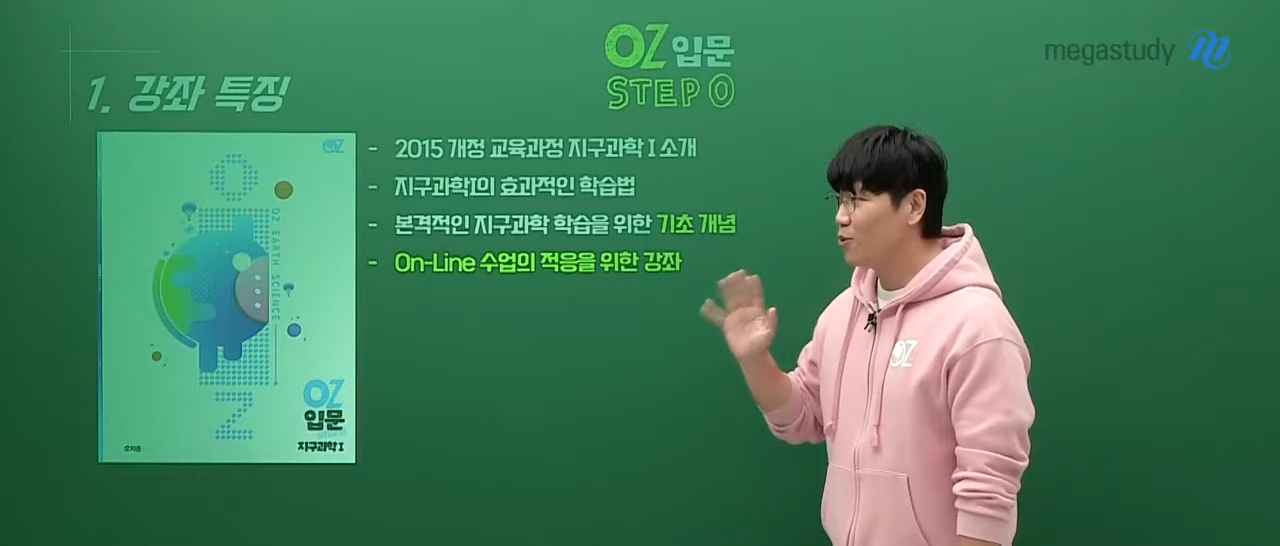 OZ 입문
STEP 0
megastudy
1. 강좌 특징
- 2015 개정 교육과정 지구과학 I 소개
- 지구과학I의 효과적인 학습법
- 본격적인 지구과학 학습을 위한 기초 개념
- On-Line 수업의 적응을 위한 강좌
OZ
OZ
OZ EARTH SCIENCE
OZ
입문
지구과학 I
오지훈
OZ